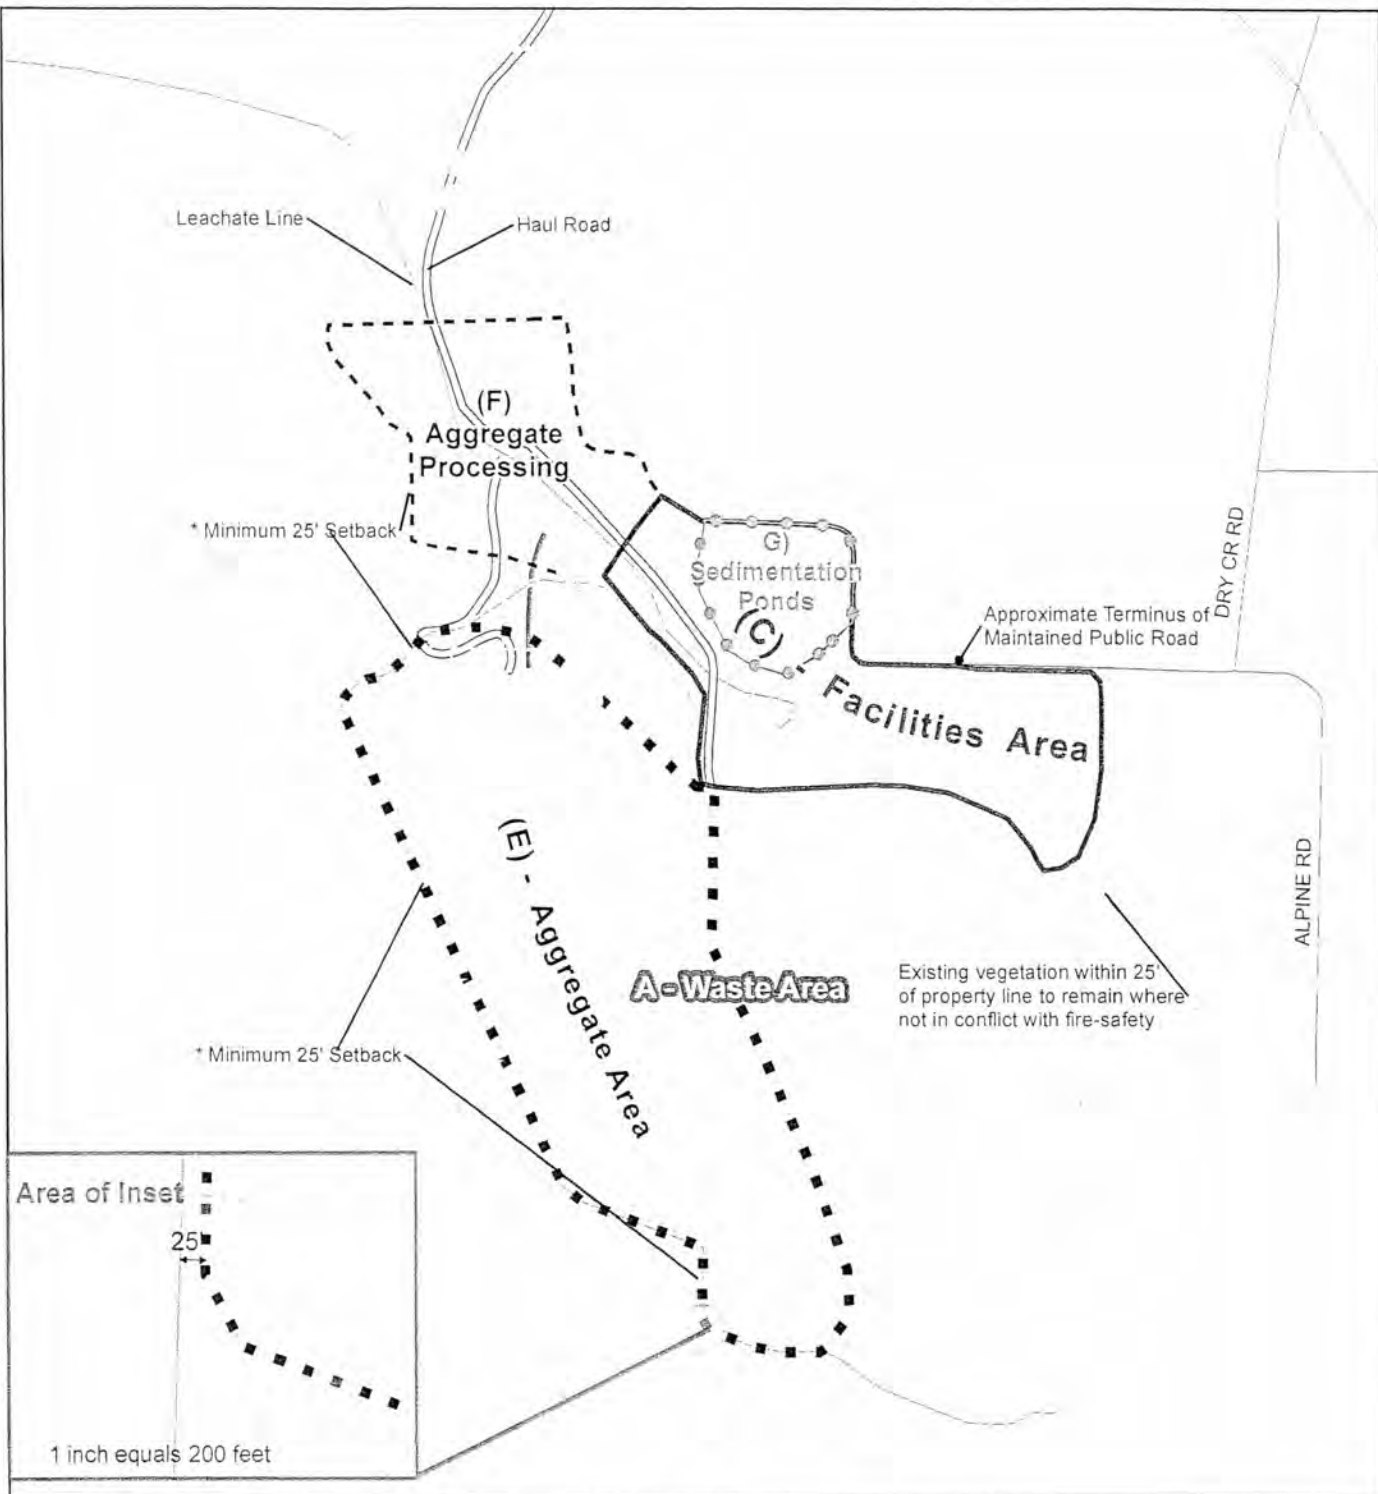 Leachate Line
Haul Road
(F)
Aggregate
Processing
* Minimum 25' Setback
G)
Sedimentation
Ponds
(C)
- Facilities Area
Approximate Terminus of
Maintained Public Road
DRY CR RD
ALPINE RD
(E) - Aggregate Area
A - Waste Area
Existing vegetation within 25'
of property line to remain where
not in conflict with fire-safety
* Minimum 25' Setback
Area of Inset
25'
1 inch equals 200 feet